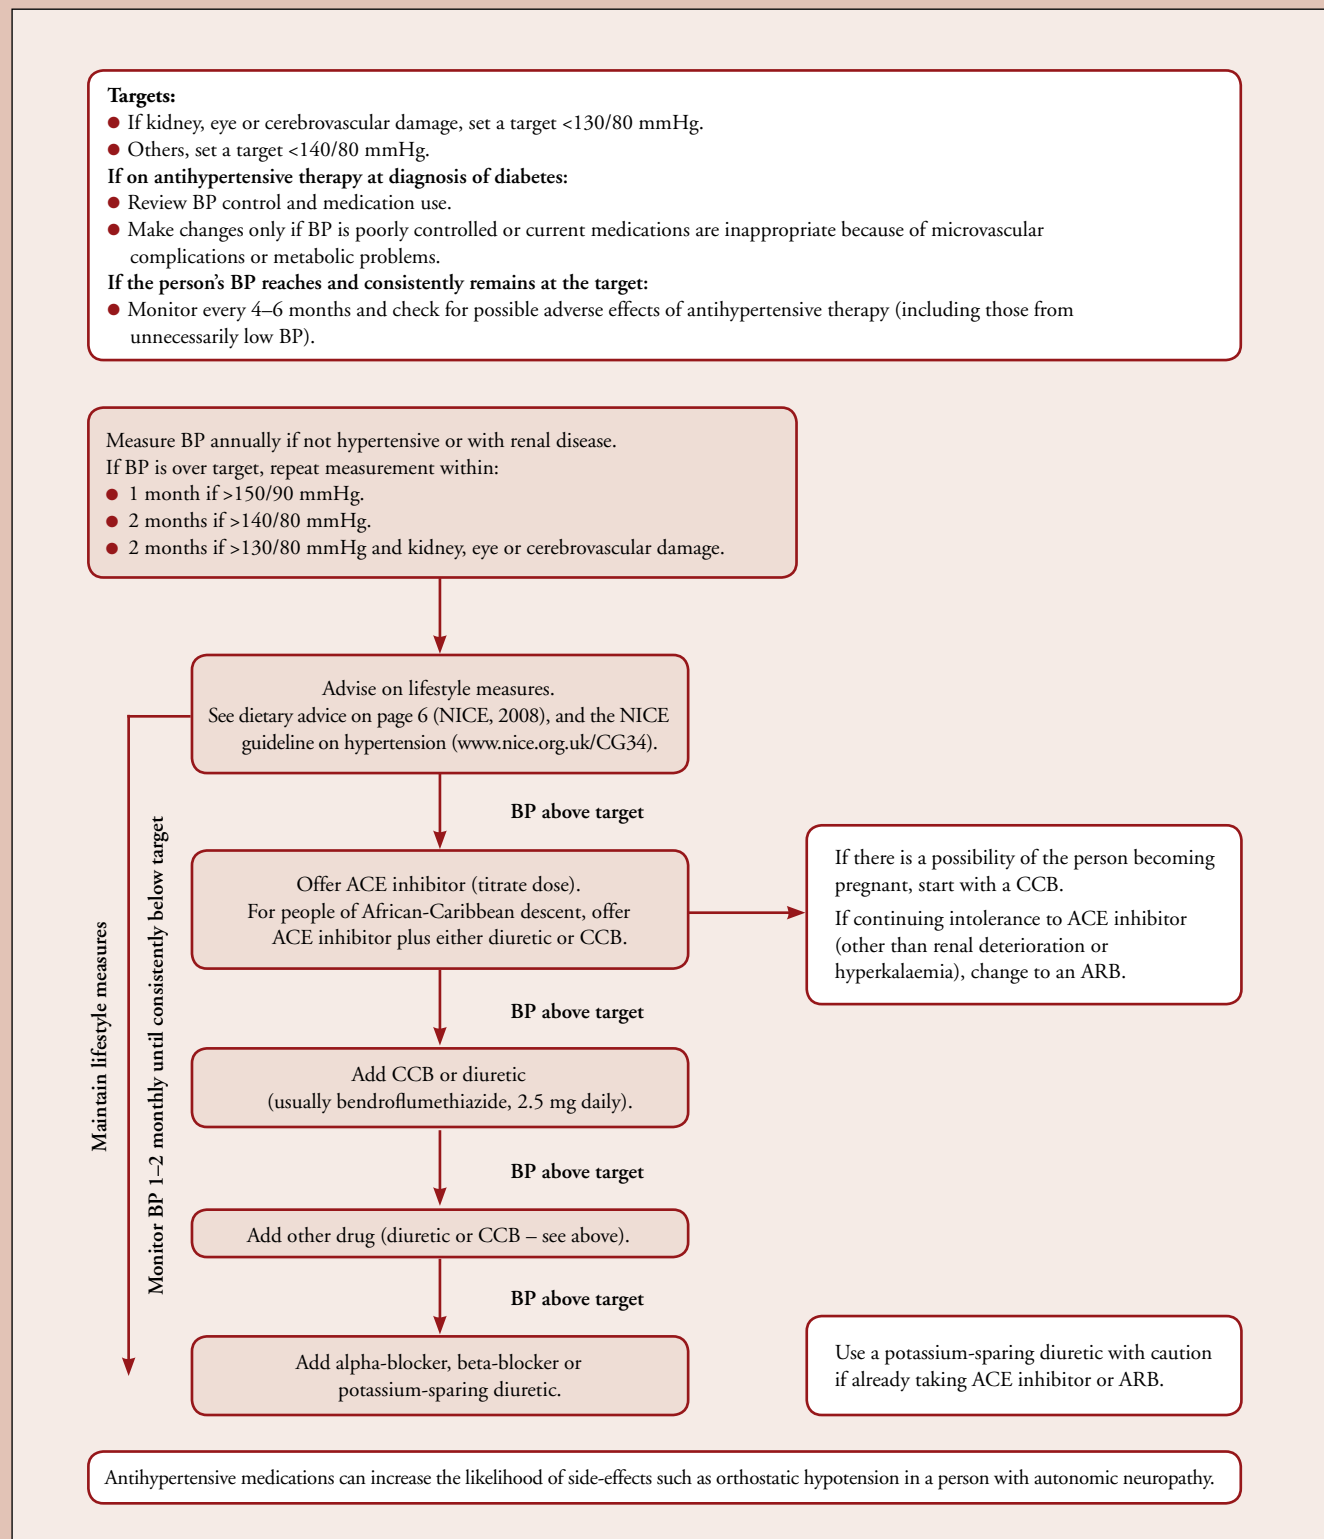 Targets:
● If kidney, eye or cerebrovascular damage, set a target <130/80 mmHg.
● Others, set a target <140/80 mmHg.
If on antihypertensive therapy at diagnosis of diabetes:
● Review BP control and medication use.
● Make changes only if BP is poorly controlled or current medications are inappropriate because of microvascular
complications or metabolic problems.
If the person’s BP reaches and consistently remains at the target:
● Monitor every 4–6 months and check for possible adverse effects of antihypertensive therapy (including those from
unnecessarily low BP).
Measure BP annually if not hypertensive or with renal disease.
If BP is over target, repeat measurement within:
● 1 month if >150/90 mmHg.
● 2 months if >140/80 mmHg.
● 2 months if >130/80 mmHg and kidney, eye or cerebrovascular damage.
Advise on lifestyle measures.
See dietary advice on page 6 (NICE, 2008), and the NICE
guideline on hypertension (www.nice.org.uk/CG34).
BP above target
Offer ACE inhibitor (titrate dose).
For people of African-Caribbean descent, offer
ACE inhibitor plus either diuretic or CCB.
If there is a possibility of the person becoming
pregnant, start with a CCB.
If continuing intolerance to ACE inhibitor
(other than renal deterioration or
hyperkalaemia), change to an ARB.
BP above target
Add CCB or diuretic
(usually bendroflumethiazide, 2.5 mg daily).
BP above target
Add other drug (diuretic or CCB – see above).
BP above target
Add alpha-blocker, beta-blocker or
potassium-sparing diuretic.
Use a potassium-sparing diuretic with caution
if already taking ACE inhibitor or ARB.
Maintain lifestyle measures
Monitor BP 1–2 monthly until consistently below target
Antihypertensive medications can increase the likelihood of side-effects such as orthostatic hypotension in a person with autonomic neuropathy.